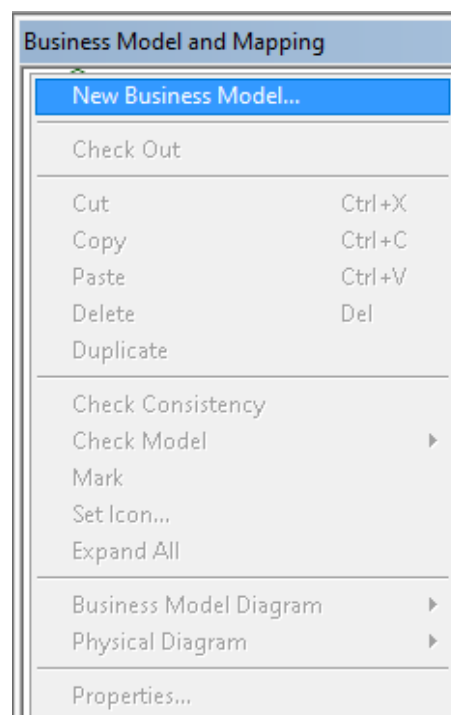 Business Model and Mapping
New Business Model...
Check Out
Cut Ctrl+X
Copy Ctrl+C
Paste Ctrl+V
Delete Del
Duplicate
Check Consistency
Check Model
Mark
Set Icon...
Expand All
Business Model Diagram
Physical Diagram
Properties...